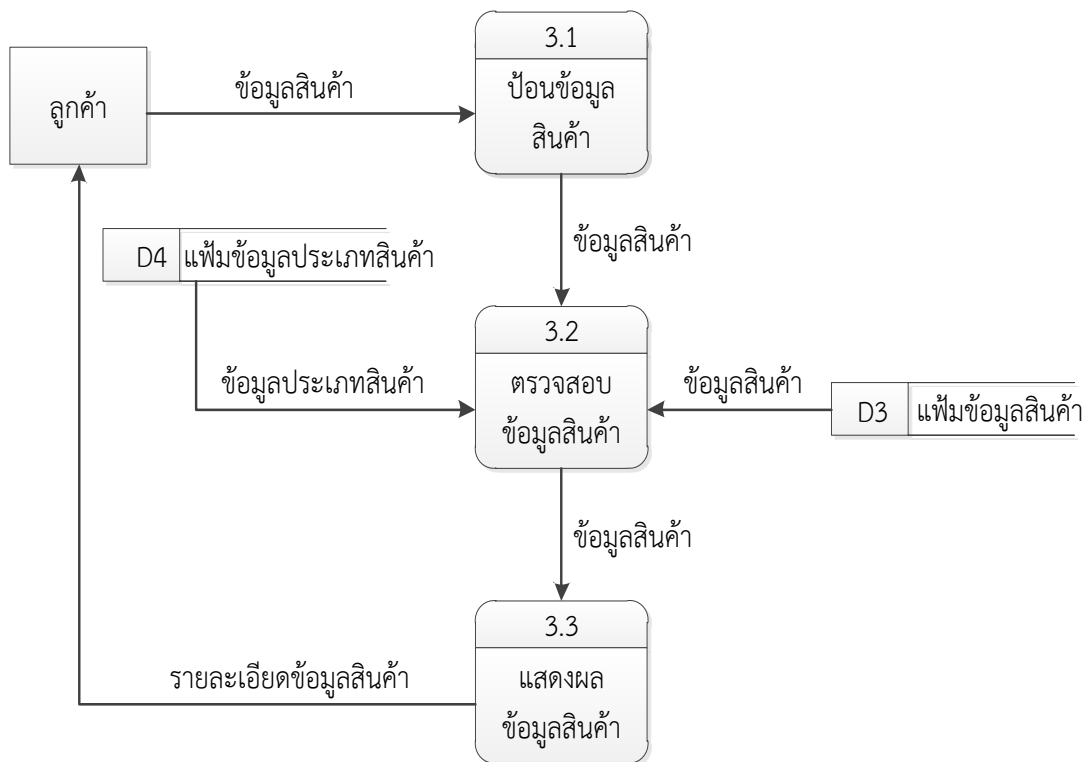 3.1
ลูกค้า
ข้อมูลสินค้า
ป้อนข้อมูล
สินค้า
ข้อมูลสินค้า
D4 แฟ้มข้อมูลประเภทสินค้า
3.2
ข้อมูลประเภทสินค้า
ตรวจสอบ
ข้อมูลสินค้า
ข้อมูลสินค้า
D3 แฟ้มข้อมูลสินค้า
ข้อมูลสินค้า
3.3
รายละเอียดข้อมูลสินค้า
แสดงผล
ข้อมูลสินค้า